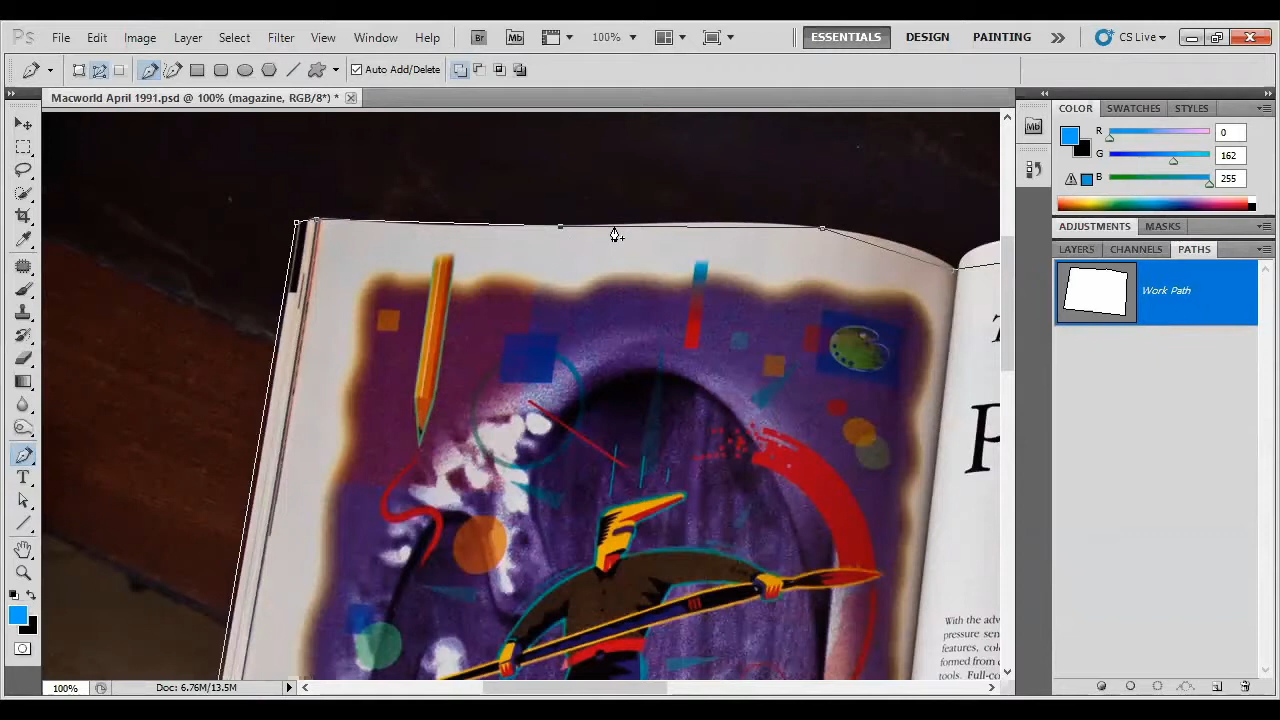 Ps File Edit Image Layer Select Filter View Window Help Br Mb 100% ESSENTIALS DESIGN PAINTING CS Live
Auto Add/Delete
Macworld April 1991.psd @ 100% (magazine, RGB/8*) *
COLOR SWATCHES STYLES
Mb
R 0
G 162
B 255
ADJUSTMENTS MASKS
LAYERS CHANNELS PATHS
Work Path
T
P
With the adv
pressure sen
features, colo
formed from a
tools. Full-co
100% Doc: 6.76M/13.5M